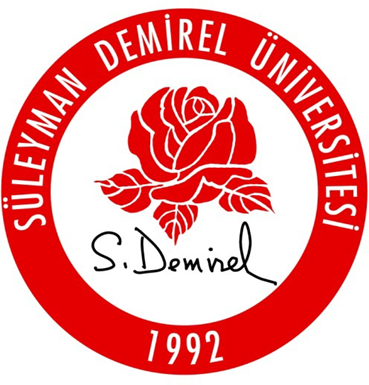 SÜLEYMAN DEMİREL ÜNİVERSİTESİ
S. Demirel
1992